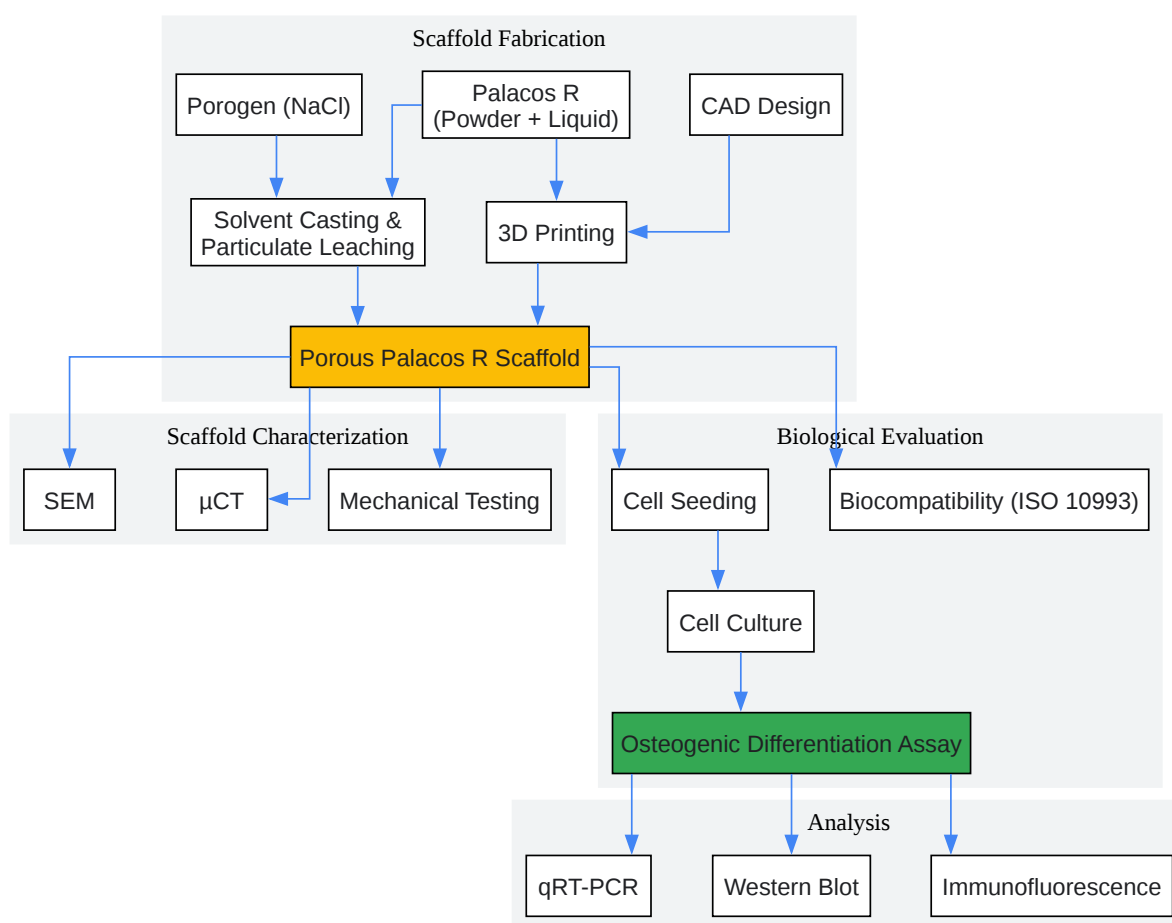 Scaffold Fabrication
Porogen (NaCl)
Palacos R
(Powder + Liquid)
CAD Design
Solvent Casting &
Particulate Leaching
3D Printing
Porous Palacos R Scaffold
Scaffold Characterization
Biological Evaluation
SEM
µCT
Mechanical Testing
Cell Seeding
Biocompatibility (ISO 10993)
Cell Culture
Osteogenic Differentiation Assay
Analysis
qRT-PCR
Western Blot
Immunofluorescence